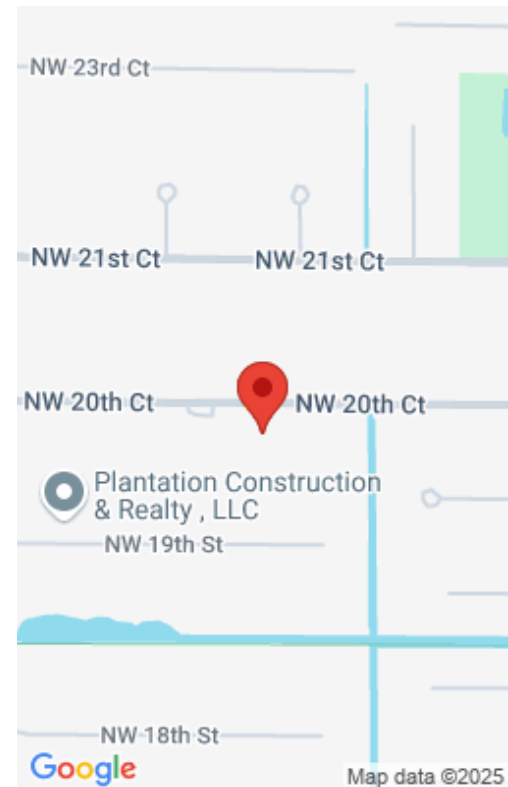 NW 23rd Ct
NW 21st Ct
NW 21st Ct
NW 20th Ct
NW 20th Ct
Plantation Construction
& Realty , LLC
NW 19th St
NW 18th St
Google
Map data ©2025